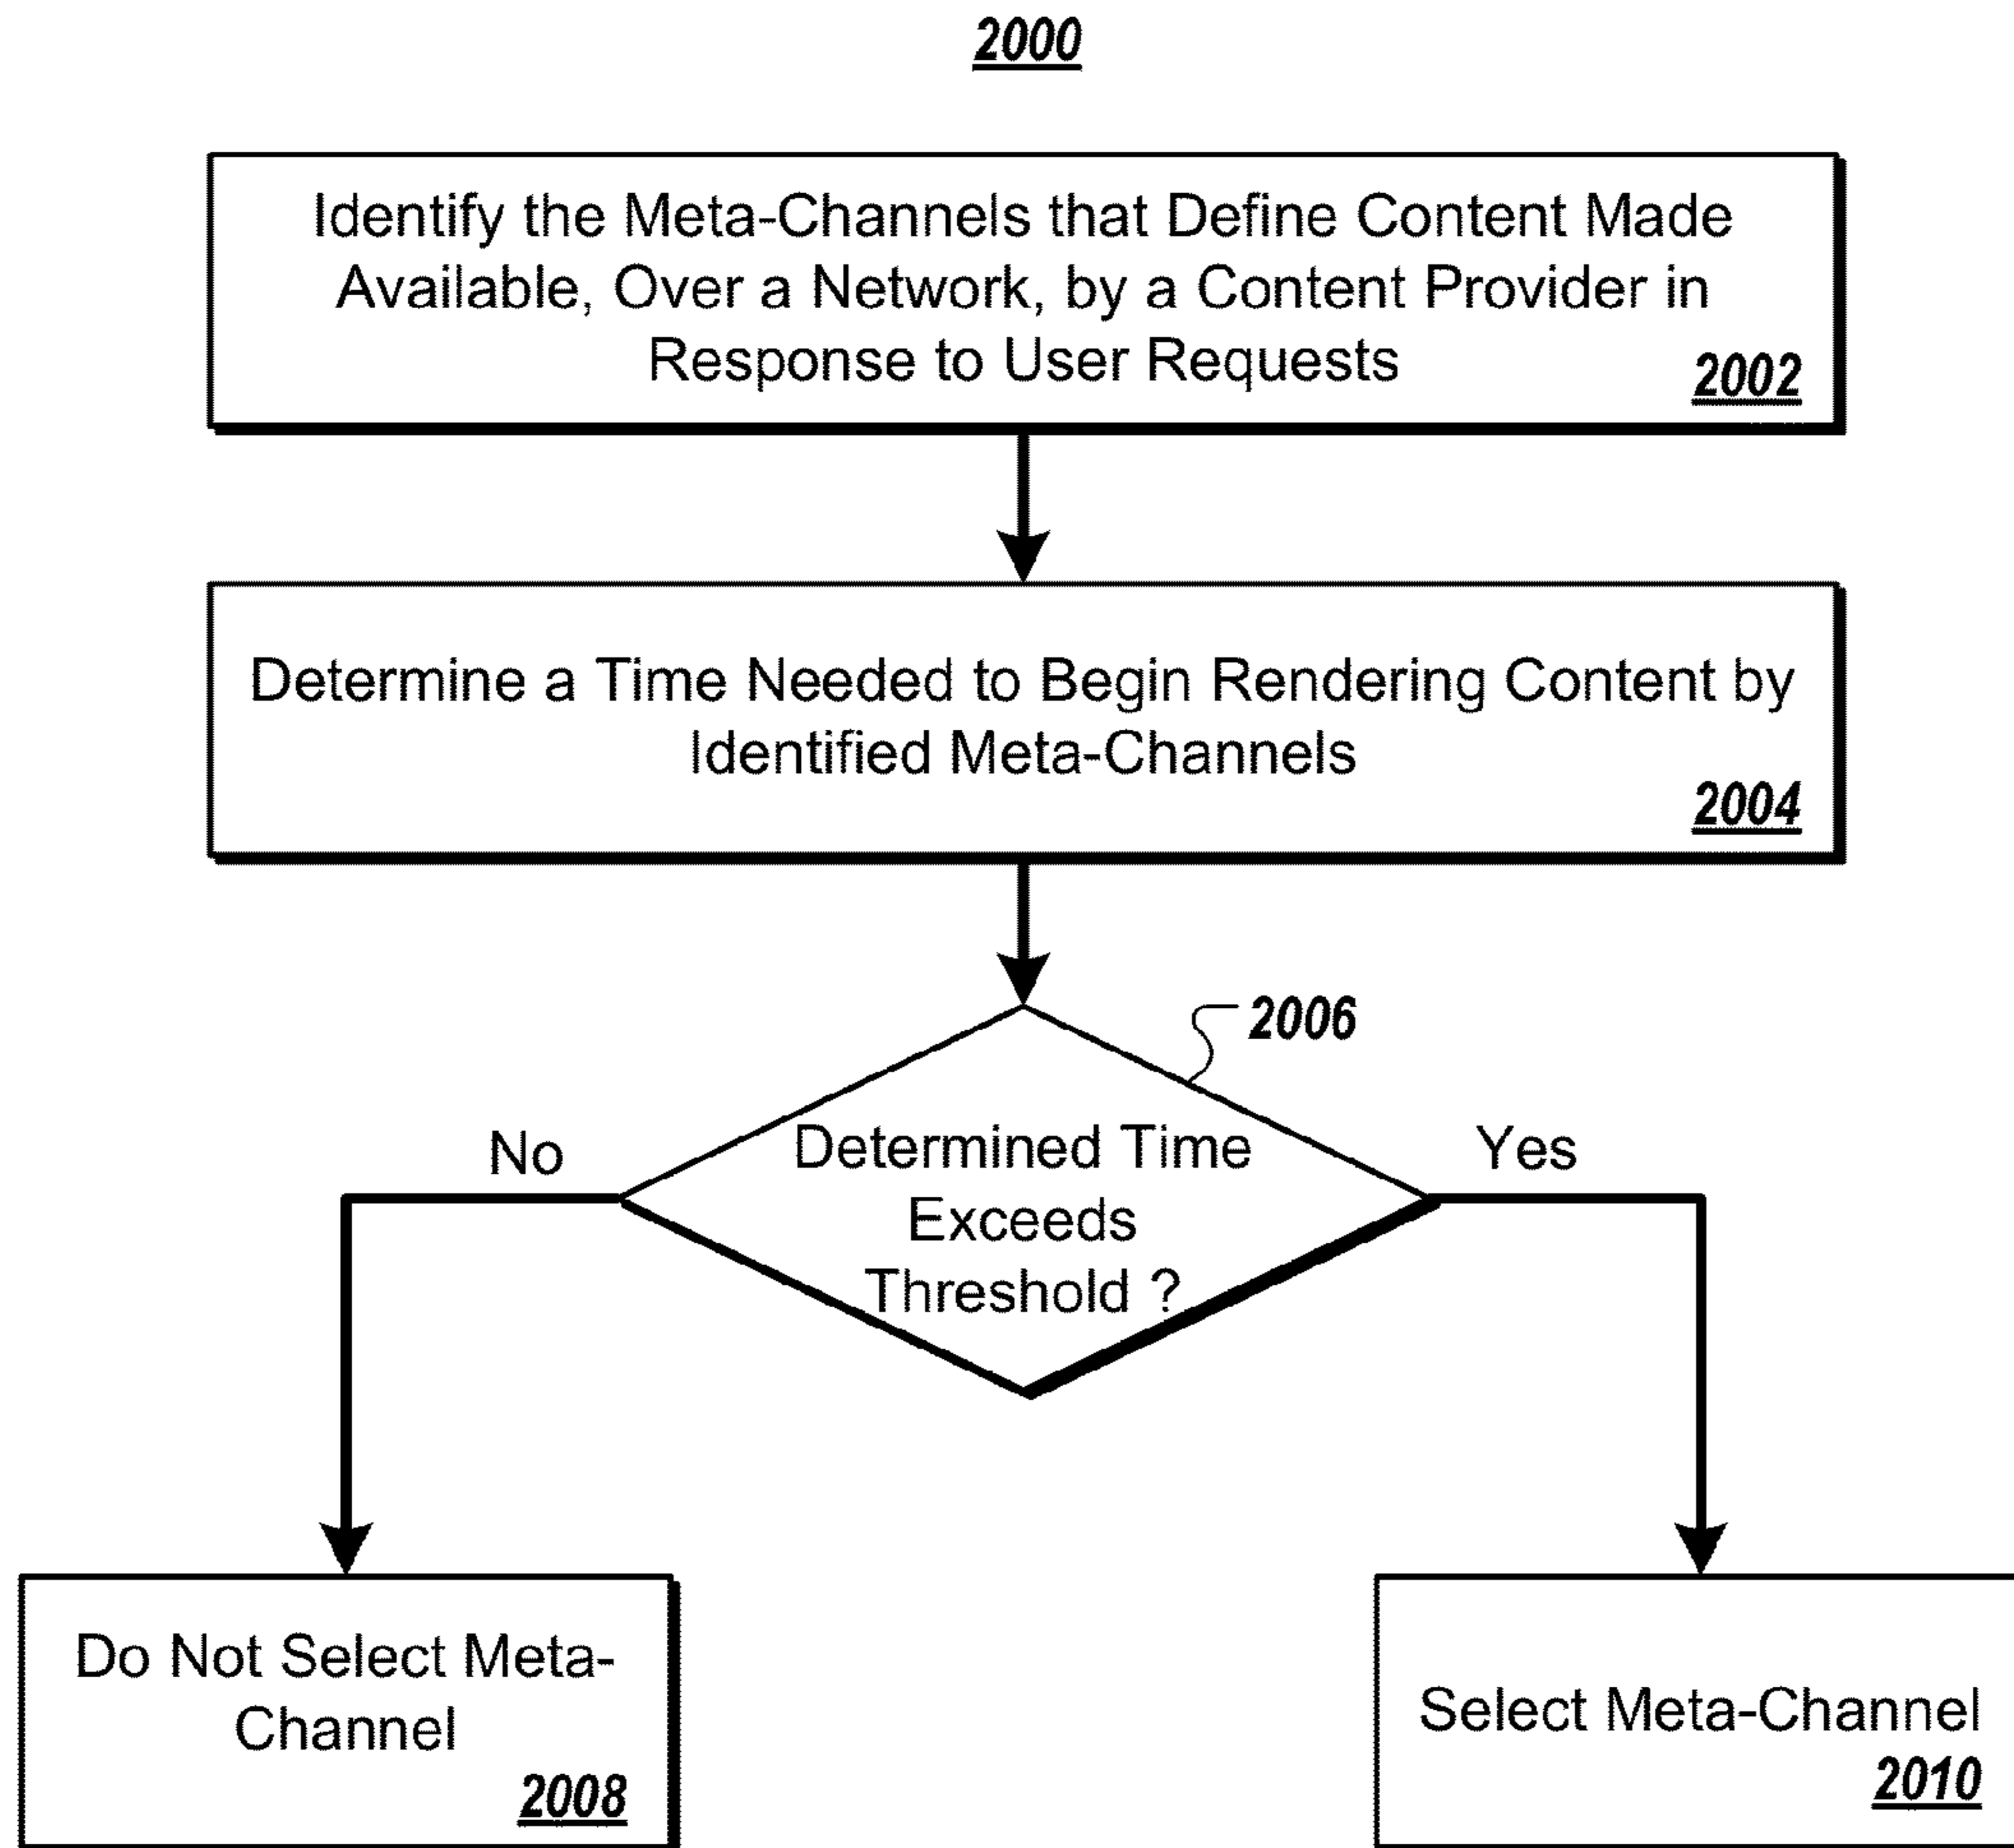 2000
Identify the Meta-Channels that Define Content Made
Available, Over a Network, by a Content Provider in
Response to User Requests
2002
Determine a Time Needed to Begin Rendering Content by
Identified Meta-Channels
2004
2006
No
Determined Time
Exceeds
Threshold ?
Yes
Do Not Select Meta-
Channel
2008
Select Meta-Channel
2010